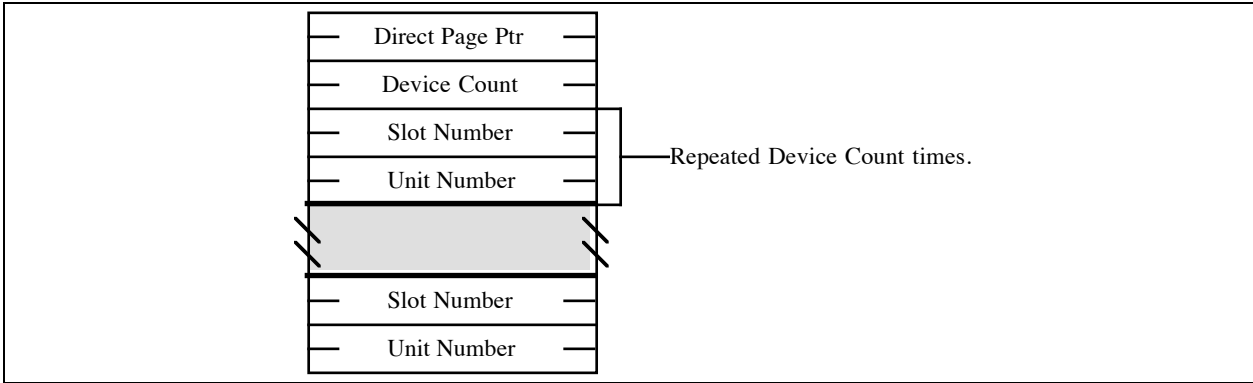 Direct Page Ptr
Device Count
Slot Number
Unit Number
Repeated Device Count times.
Slot Number
Unit Number